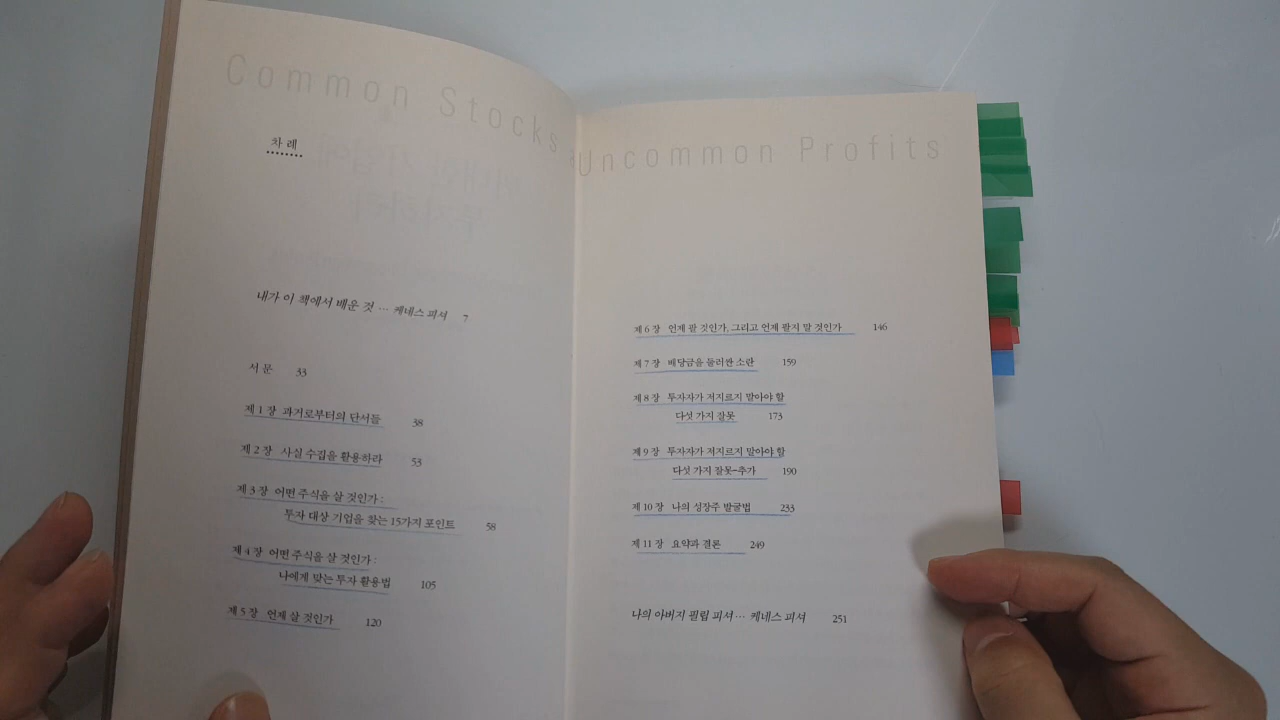 Common Stocks
차례
내가 이 책에서 배운 것 … 케네스 피셔 7
서문 33
제 1 장 과거로부터의 단서들 38
제 2 장 사실 수집을 활용하라 53
제 3 장 어떤 주식을 살 것인가 :
투자 대상 기업을 찾는 15가지 포인트 58
제 4 장 어떤 주식을 살 것인가 :
나에게 맞는 투자 활용법 105
제 5 장 언제 살 것인가 120
Uncommon Profits
제 6 장 언제 팔 것인가, 그리고 언제 팔지 말 것인가 146
제 7 장 배당금을 둘러싼 소란 159
제 8 장 투자자가 저지르지 말아야 할
다섯 가지 잘못 173
제 9 장 투자자가 저지르지 말아야 할
다섯 가지 잘못-추가 190
제 10 장 나의 성장주 발굴법 233
제 11 장 요약과 결론 249
나의 아버지 필립 피셔 … 케네스 피셔 251